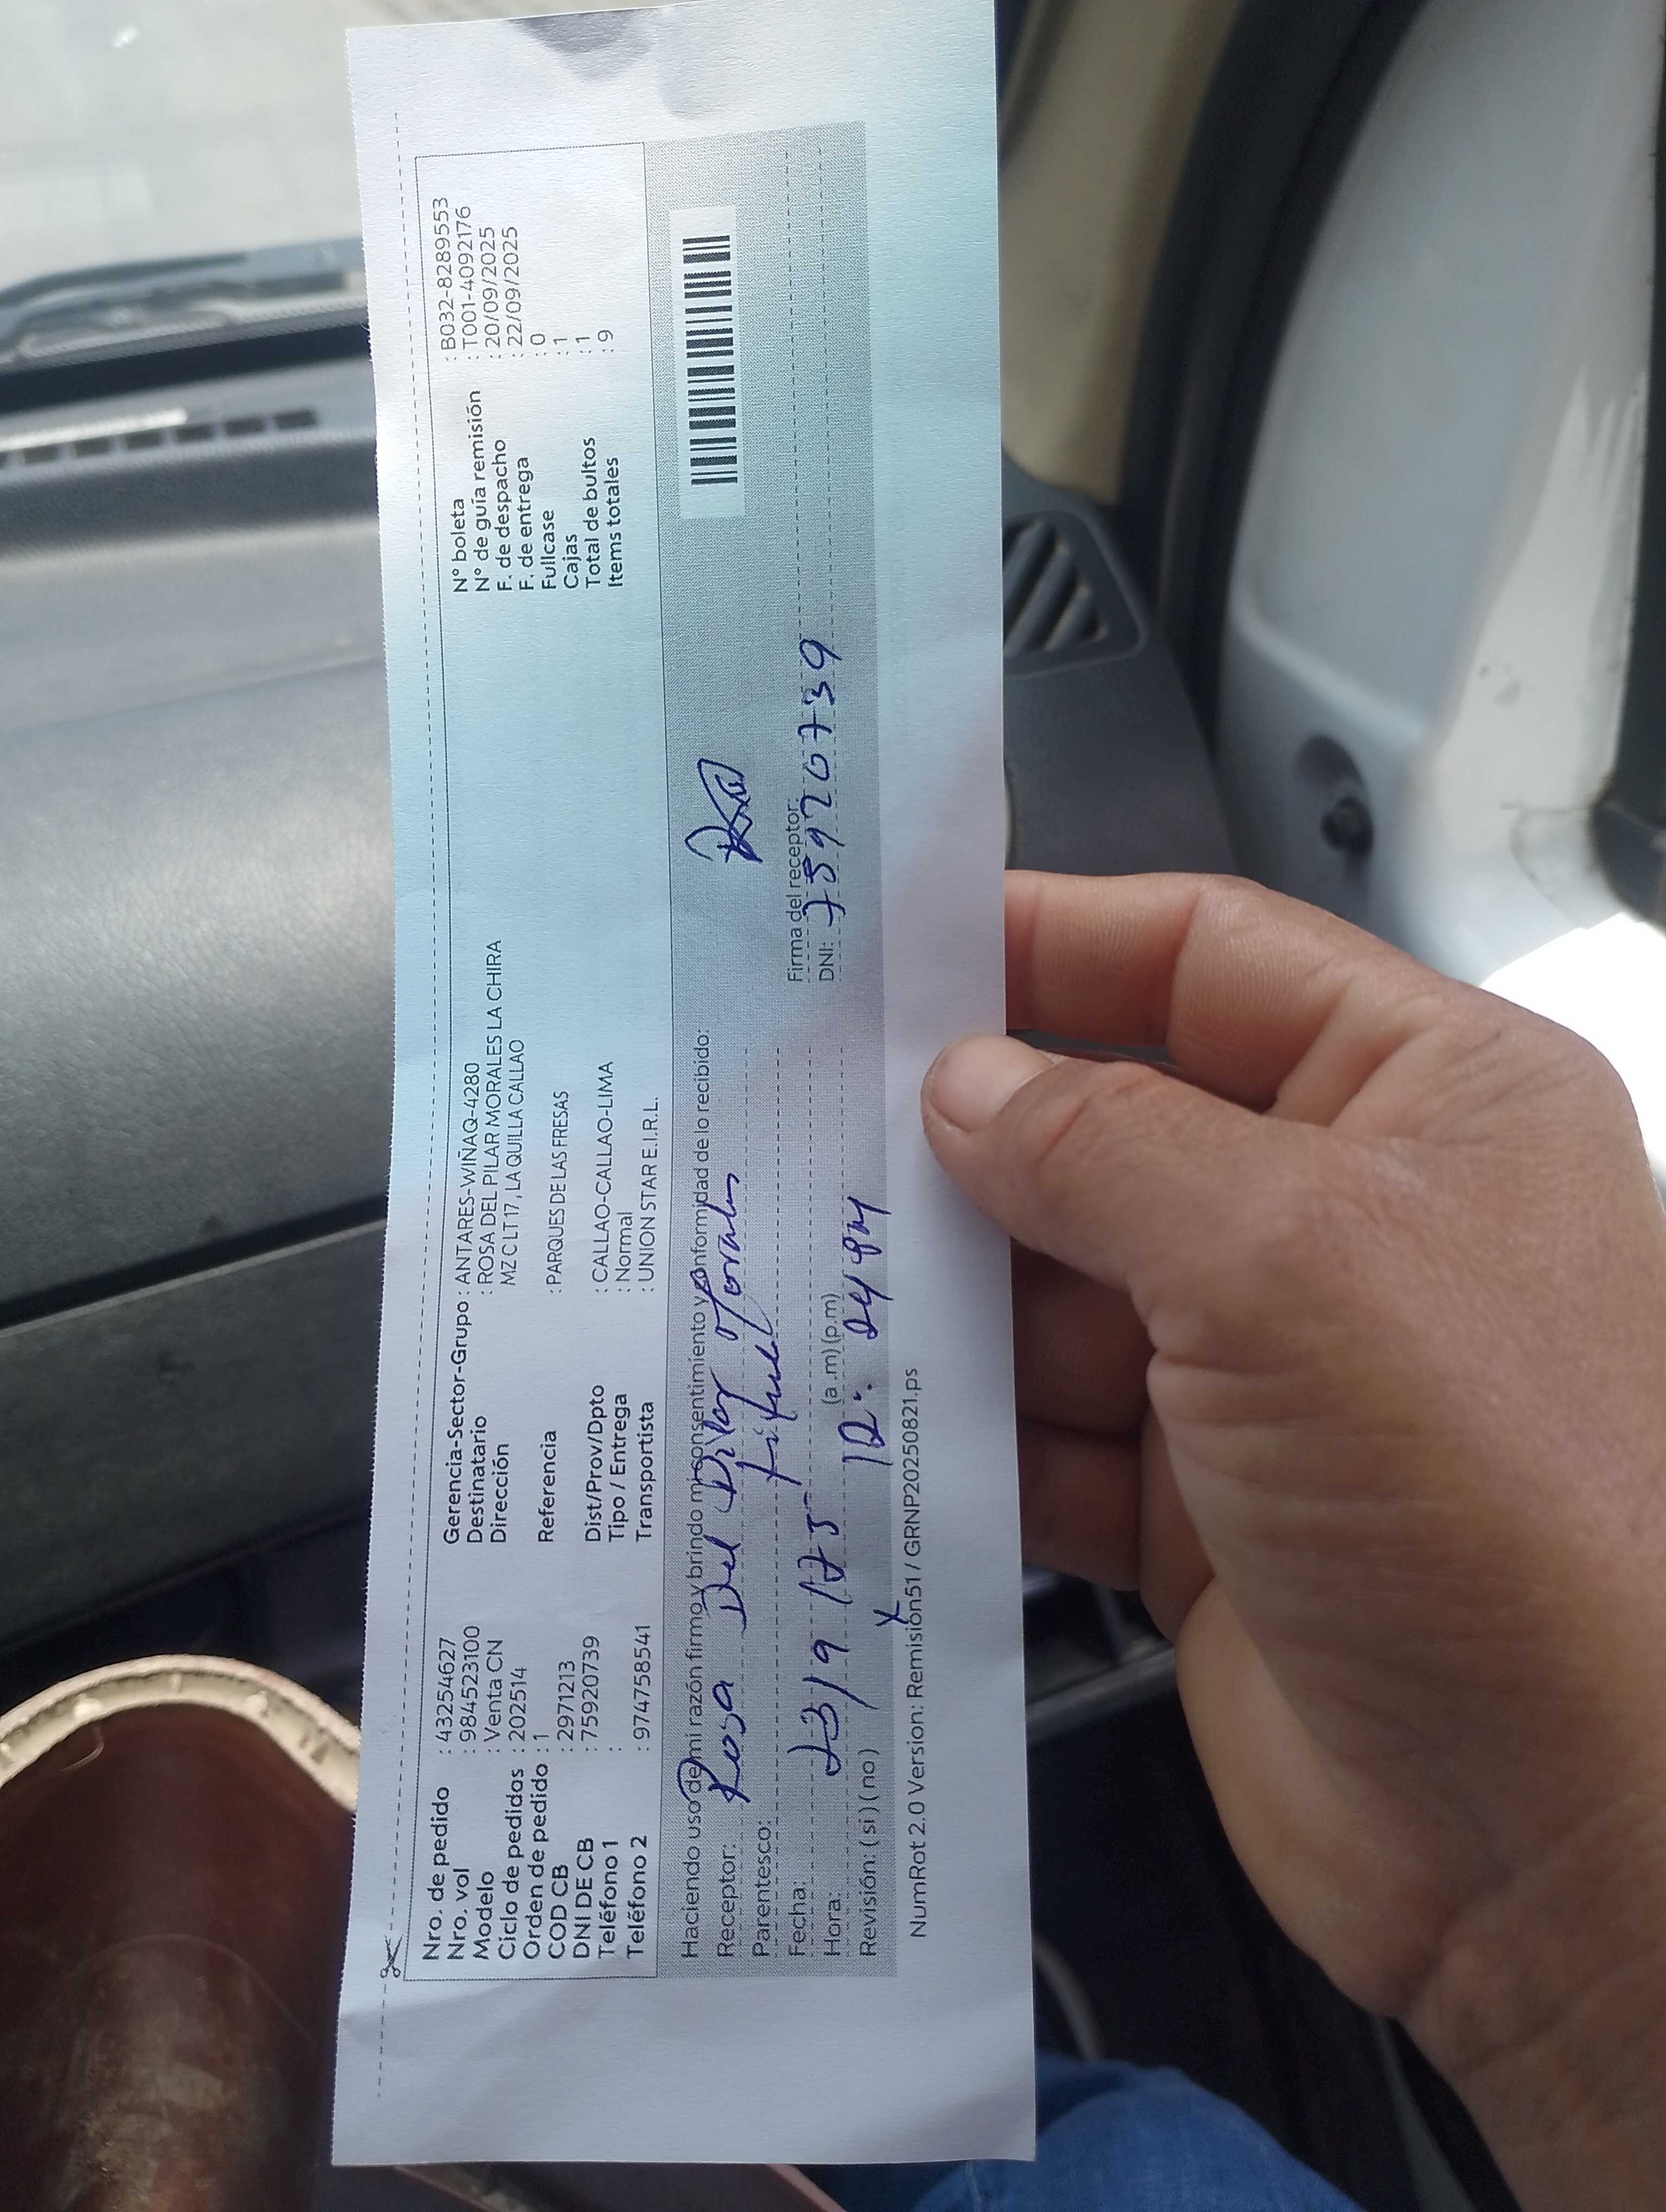 Nro. de pedido : 43254627
Nro. vol : 984523100
Modelo : Venta CN
Ciclo de pedidos : 202514
Orden de pedido : 1
COD CB : 2971213
DNI DE CB : 75920739
Teléfono 1 :
Teléfono 2 : 974758541
Gerencia-Sector-Grupo : ANTARES-WIÑAQ-4280
Destinatario : ROSA DEL PILAR MORALES LA CHIRA
Dirección MZ C LT 17 , LA QUILLA CALLAO
Referencia : PARQUES DE LAS FRESAS
Dist/Prov/Dpto : CALLAO-CALLAO-LIMA
Tipo / Entrega : Normal
Transportista : UNION STAR E.I.R.L.
N° boleta : B032-8289553
N° de guía remisión : T001-4092176
F. de despacho : 20/09/2025
F. de entrega : 22/09/2025
Fullcase : 0
Cajas : 1
Total de bultos : 1
Items totales : 9
Haciendo uso de mi razón firmo y brindo mi consentimiento y conformidad de lo recibido:
Receptor: Rosa Del Pilar Morales
Parentesco: titular
Fecha: 23/9/25
Hora: 12:24 PM (a.m) (p.m)
Revisión: ( si ) ( no ) X
Firma del receptor:
DNI: 75920739
NumRot 2.0 Version: Remisión51 / GRNP20250821.ps